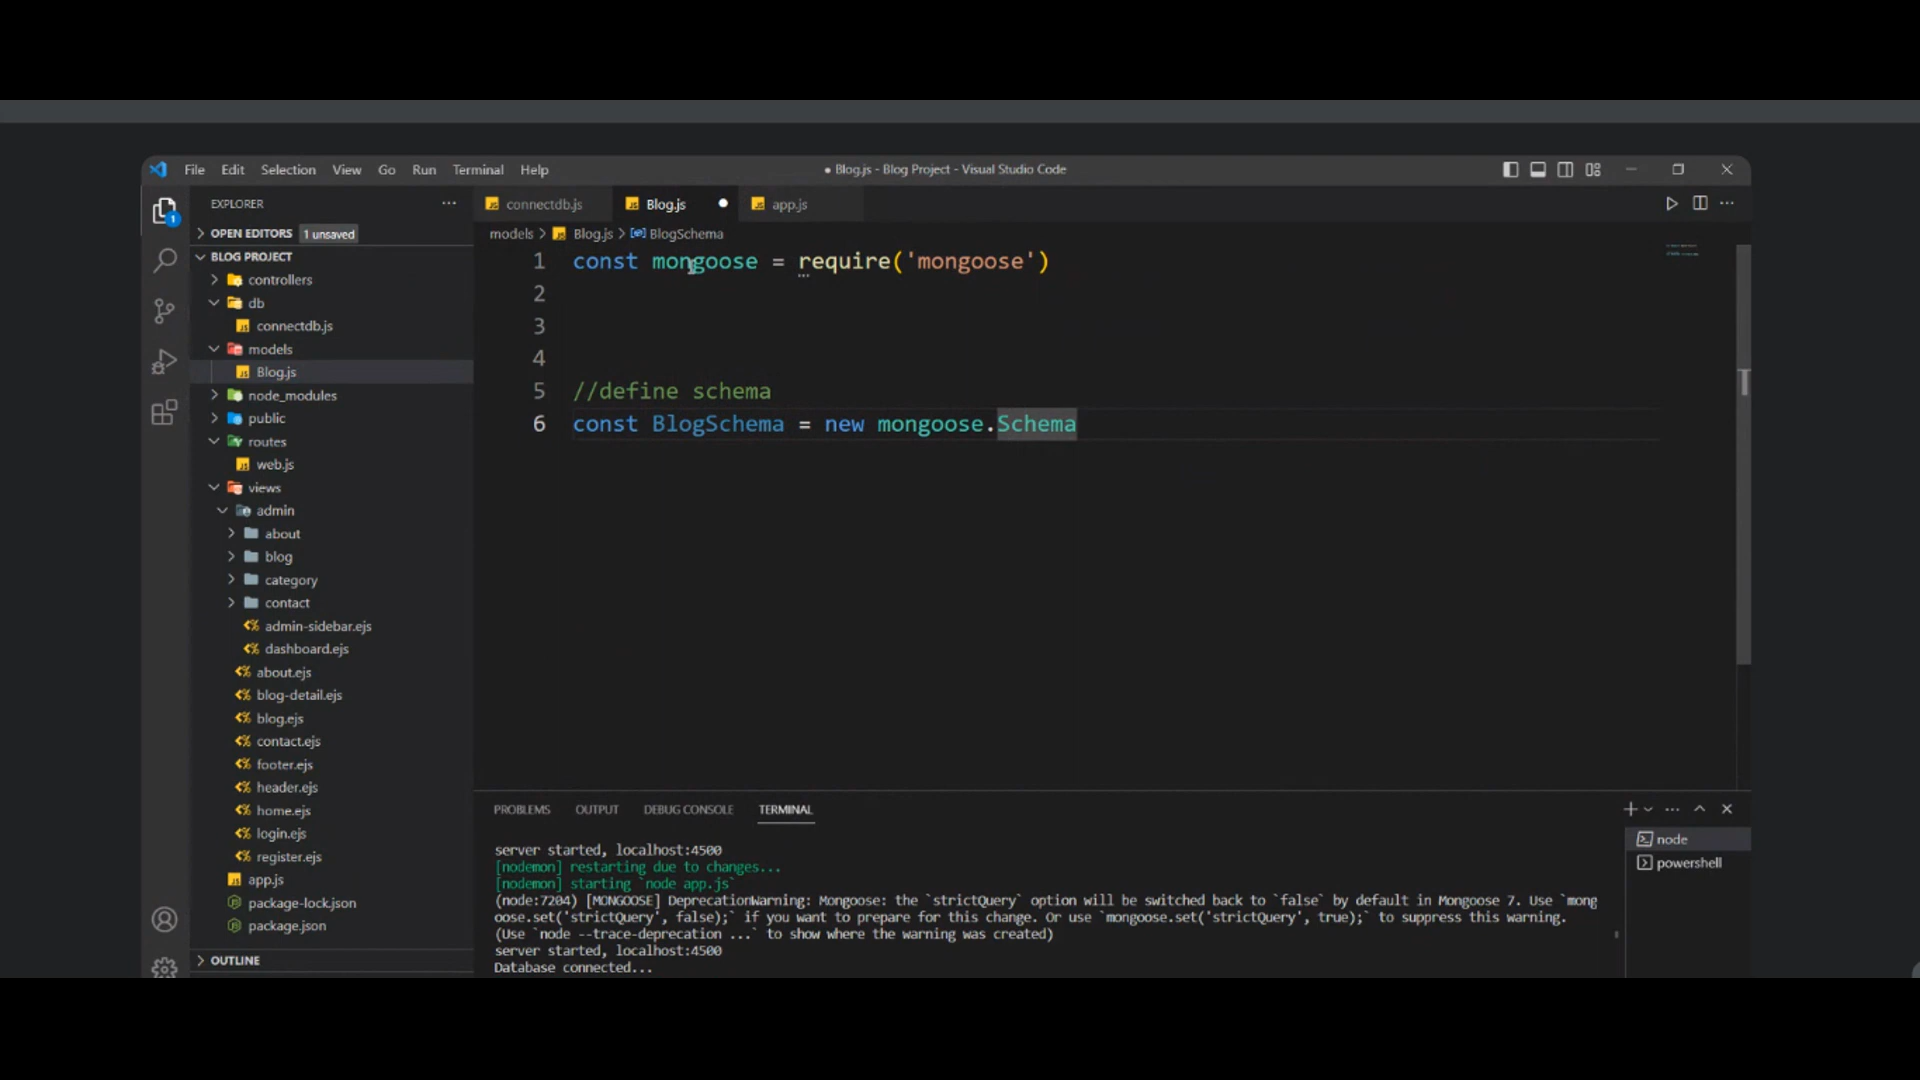 File Edit Selection View Go Run Terminal Help
● Blog.js - Blog Project - Visual Studio Code
EXPLORER
OPEN EDITORS 1 unsaved
BLOG PROJECT
controllers
db
connectdb.js
models
Blog.js
node_modules
public
routes
web.js
views
admin
about
blog
category
contact
admin-sidebar.ejs
dashboard.ejs
about.ejs
blog-detail.ejs
blog.ejs
contact.ejs
footer.ejs
header.ejs
home.ejs
login.ejs
register.ejs
app.js
package-lock.json
package.json
OUTLINE
1
connectdb.js Blog.js app.js
models > Blog.js > BlogSchema
1 const mongoose = require('mongoose')
2
3
4
5 //define schema
6 const BlogSchema = new mongoose.Schema
PROBLEMS OUTPUT DEBUG CONSOLE TERMINAL
server started, localhost:4500
[nodemon] restarting due to changes...
[nodemon] starting `node app.js`
(node:7204) [MONGOOSE] DeprecationWarning: Mongoose: the `strictQuery` option will be switched back to `false` by default in Mongoose 7. Use `mong
oose.set('strictQuery', false);` if you want to prepare for this change. Or use `mongoose.set('strictQuery', true);` to suppress this warning.
(Use `node --trace-deprecation ...` to show where the warning was created)
server started, localhost:4500
Database connected...
node
powershell